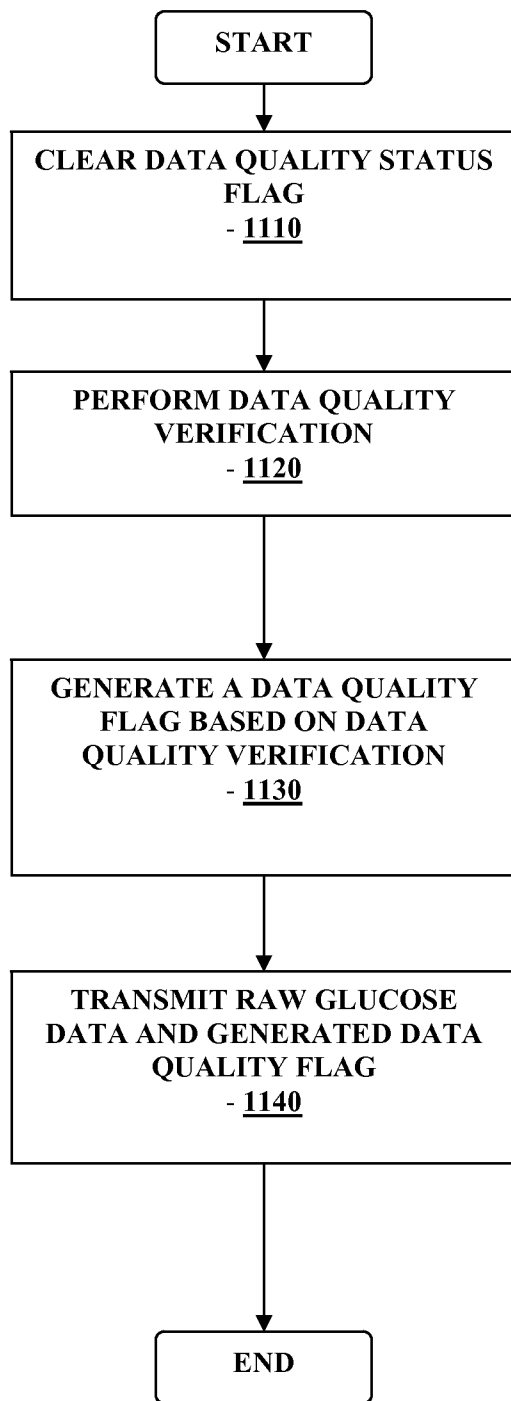 START
CLEAR DATA QUALITY STATUS
FLAG
- 1110
PERFORM DATA QUALITY
VERIFICATION
- 1120
GENERATE A DATA QUALITY
FLAG BASED ON DATA
QUALITY VERIFICATION
- 1130
TRANSMIT RAW GLUCOSE
DATA AND GENERATED DATA
QUALITY FLAG
- 1140
END